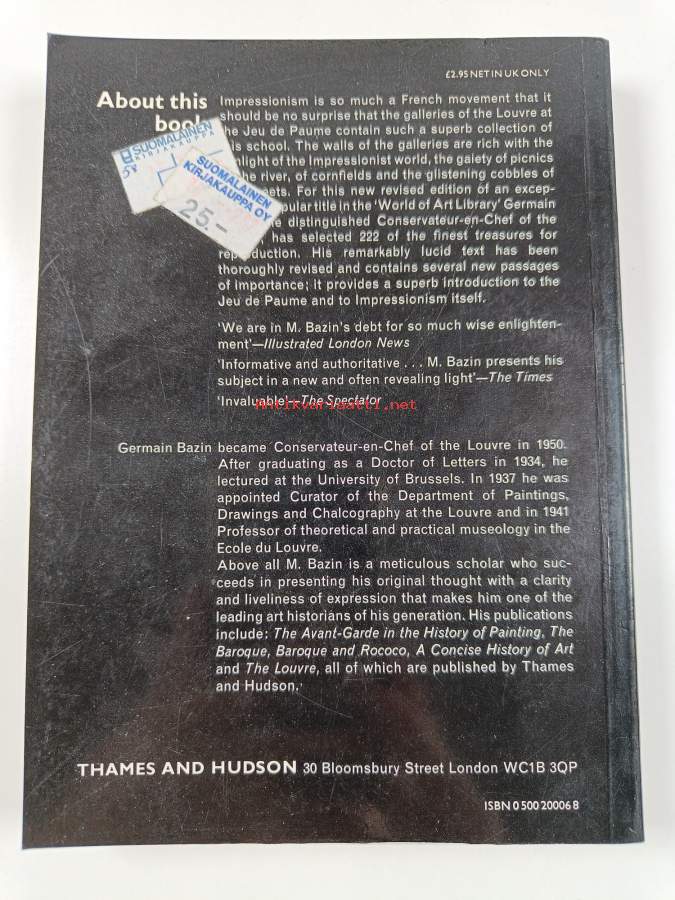 £2.95 NET IN UK ONLY
About this
book
Impressionism is so much a French movement that it
should be no surprise that the galleries of the Louvre at
the Jeu de Paume contain such a superb collection of
this school. The walls of the galleries are rich with the
sunlight of the Impressionist world, the gaiety of picnics
the river, of cornfields and the glistening cobbles of
For this new revised edition of an excep-
title in the 'World of Art Library' Germain
distinguished Conservateur-en-Chef of the
has selected 222 of the finest treasures for
reproduction. His remarkably lucid text has been
thoroughly revised and contains several new passages
of importance; it provides a superb introduction to the
Jeu de Paume and to Impressionism itself.
SUOMALAINEN
KIRJAKAUPPA
SUOMALAINEN
KIRJAKAUPPA OY
25.-
'We are in M. Bazin's debt for so much wise enlighten-
ment'—Illustrated London News
'Informative and authoritative . . . M. Bazin presents his
subject in a new and often revealing light'—The Times
'Invaluable'—The Spectator
antikvariaatti.net
Germain Bazin became Conservateur-en-Chef of the Louvre in 1950.
After graduating as a Doctor of Letters in 1934, he
lectured at the University of Brussels. In 1937 he was
appointed Curator of the Department of Paintings,
Drawings and Chalcography at the Louvre and in 1941
Professor of theoretical and practical museology in the
Ecole du Louvre.
Above all M. Bazin is a meticulous scholar who suc-
ceeds in presenting his original thought with a clarity
and liveliness of expression that makes him one of the
leading art historians of his generation. His publications
include: The Avant-Garde in the History of Painting, The
Baroque, Baroque and Rococo, A Concise History of Art
and The Louvre, all of which are published by Thames
and Hudson.
THAMES AND HUDSON 30 Bloomsbury Street London WC1B 3QP
ISBN 0 500 20006 8